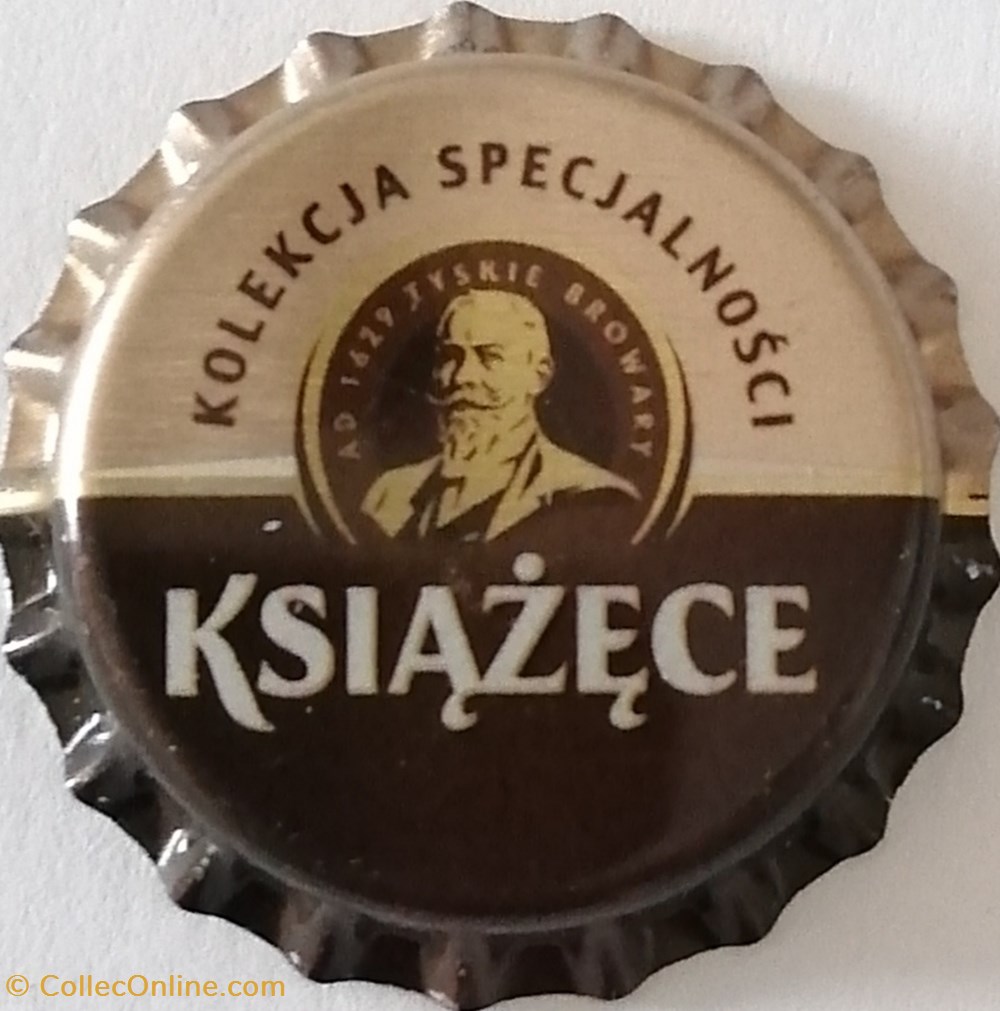 KOLEKCJA SPECJALNOŚCI
AD 1629 TYSKIE BROWARY
KSIĄŻĘCE
© CollecOnline.com